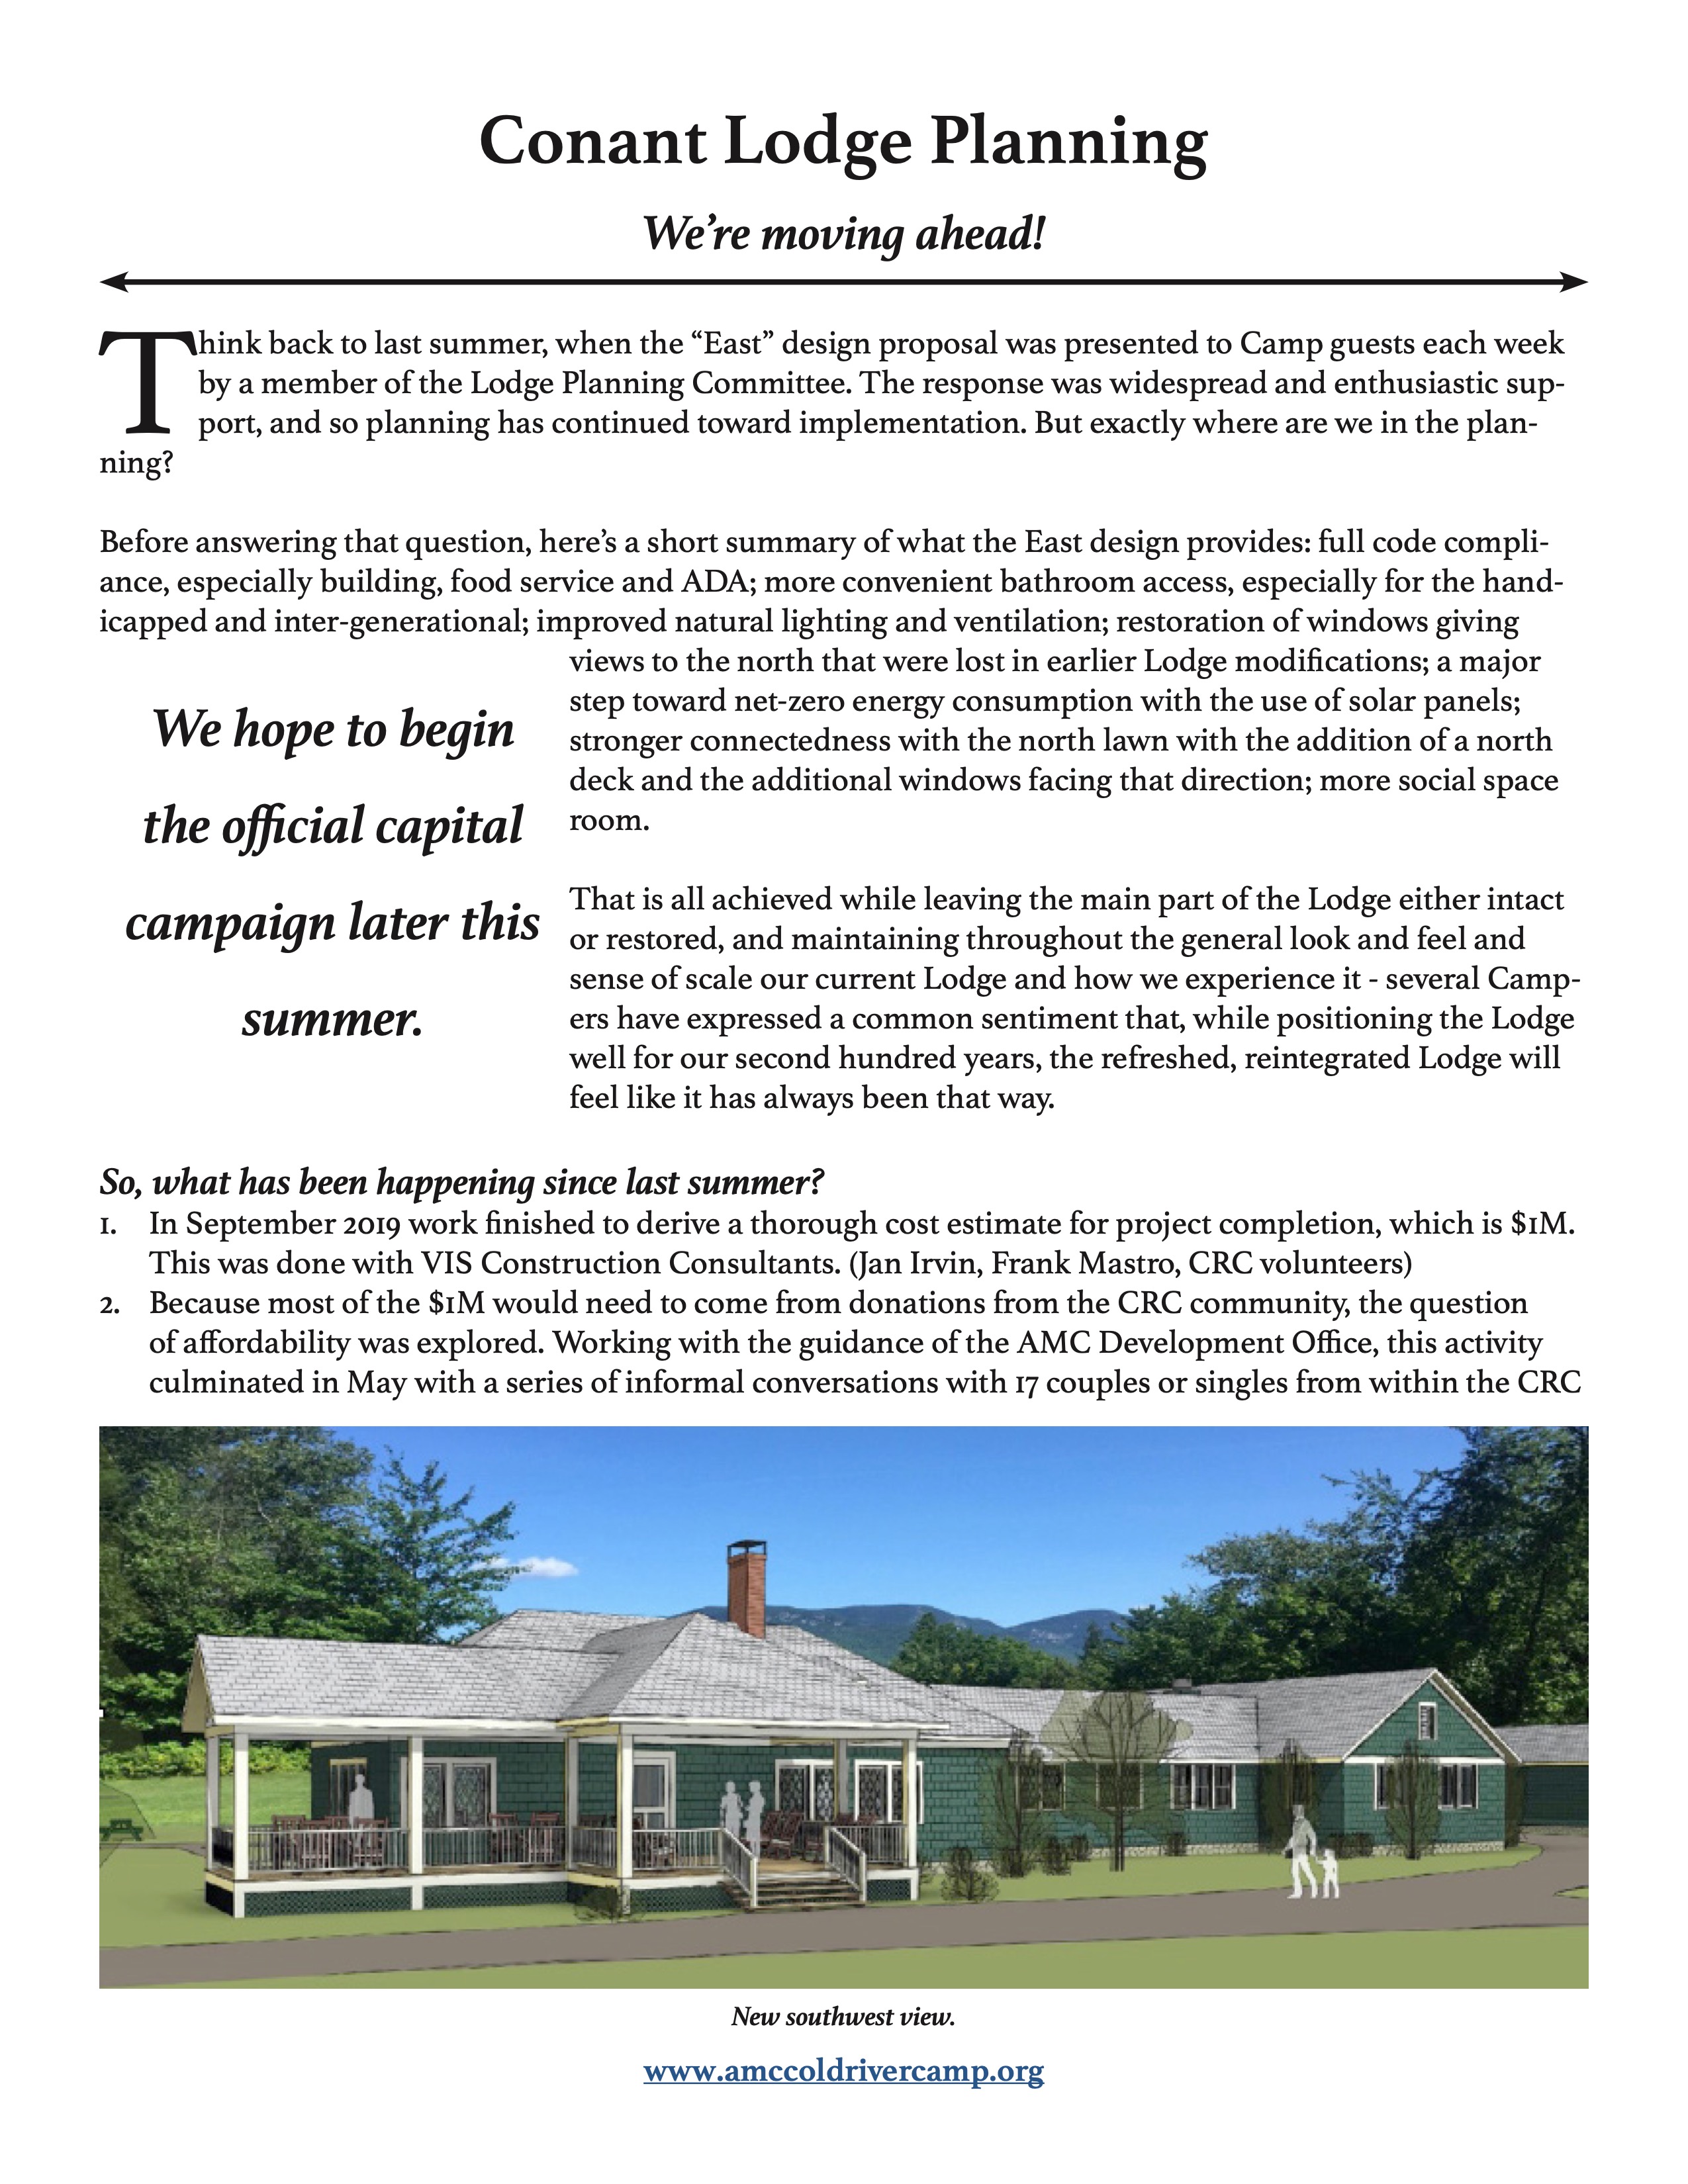 Conant Lodge Planning
We're moving ahead!
Think back to last summer, when the “East” design proposal was presented to Camp guests each week
by a member of the Lodge Planning Committee. The response was widespread and enthusiastic sup-
port, and so planning has continued toward implementation. But exactly where are we in the plan-
ning?
Before answering that question, here’s a short summary of what the East design provides: full code compli-
ance, especially building, food service and ADA; more convenient bathroom access, especially for the hand-
icapped and inter-generational; improved natural lighting and ventilation; restoration of windows giving
views to the north that were lost in earlier Lodge modifications; a major
step toward net-zero energy consumption with the use of solar panels;
stronger connectedness with the north lawn with the addition of a north
deck and the additional windows facing that direction; more social space
room.
We hope to begin
the official capital
campaign later this
summer.
That is all achieved while leaving the main part of the Lodge either intact
or restored, and maintaining throughout the general look and feel and
sense of scale our current Lodge and how we experience it - several Camp-
ers have expressed a common sentiment that, while positioning the Lodge
well for our second hundred years, the refreshed, reintegrated Lodge will
feel like it has always been that way.
So, what has been happening since last summer?
1. In September 2019 work finished to derive a thorough cost estimate for project completion, which is $1M.
This was done with VIS Construction Consultants. (Jan Irvin, Frank Mastro, CRC volunteers)
2. Because most of the $1M would need to come from donations from the CRC community, the question
of affordability was explored. Working with the guidance of the AMC Development Office, this activity
culminated in May with a series of informal conversations with 17 couples or singles from within the CRC
New southwest view.
www.amccoldrivercamp.org